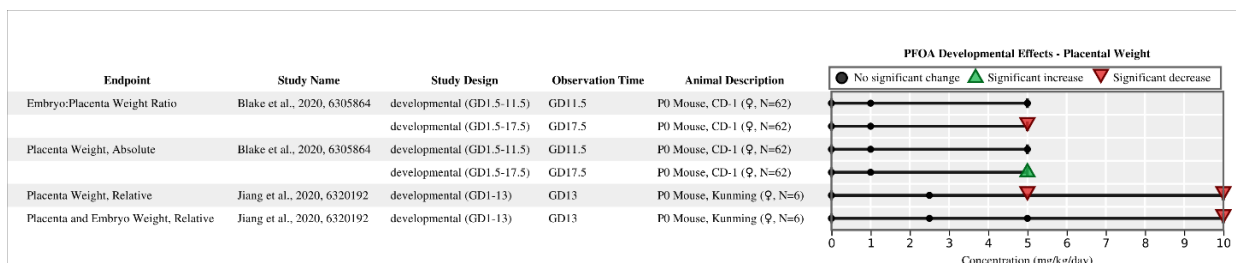 PFOA Developmental Effects - Placental Weight
Endpoint Study Name Study Design Observation Time Animal Description
No significant change Significant increase Significant decrease
Embryo:Placenta Weight Ratio Blake et al., 2020, 6305864 developmental (GD1.5-11.5) GD11.5 P0 Mouse, CD-1 (♀, N=62)
developmental (GD1.5-17.5) GD17.5 P0 Mouse, CD-1 (♀, N=62)
Placenta Weight, Absolute Blake et al., 2020, 6305864 developmental (GD1.5-11.5) GD11.5 P0 Mouse, CD-1 (♀, N=62)
developmental (GD1.5-17.5) GD17.5 P0 Mouse, CD-1 (♀, N=62)
Placenta Weight, Relative Jiang et al., 2020, 6320192 developmental (GD1-13) GD13 P0 Mouse, Kunming (♀, N=6)
Placenta and Embryo Weight, Relative Jiang et al., 2020, 6320192 developmental (GD1-13) GD13 P0 Mouse, Kunming (♀, N=6)
0 1 2 3 4 5 6 7 8 9 10
Concentration (mg/kg/day)